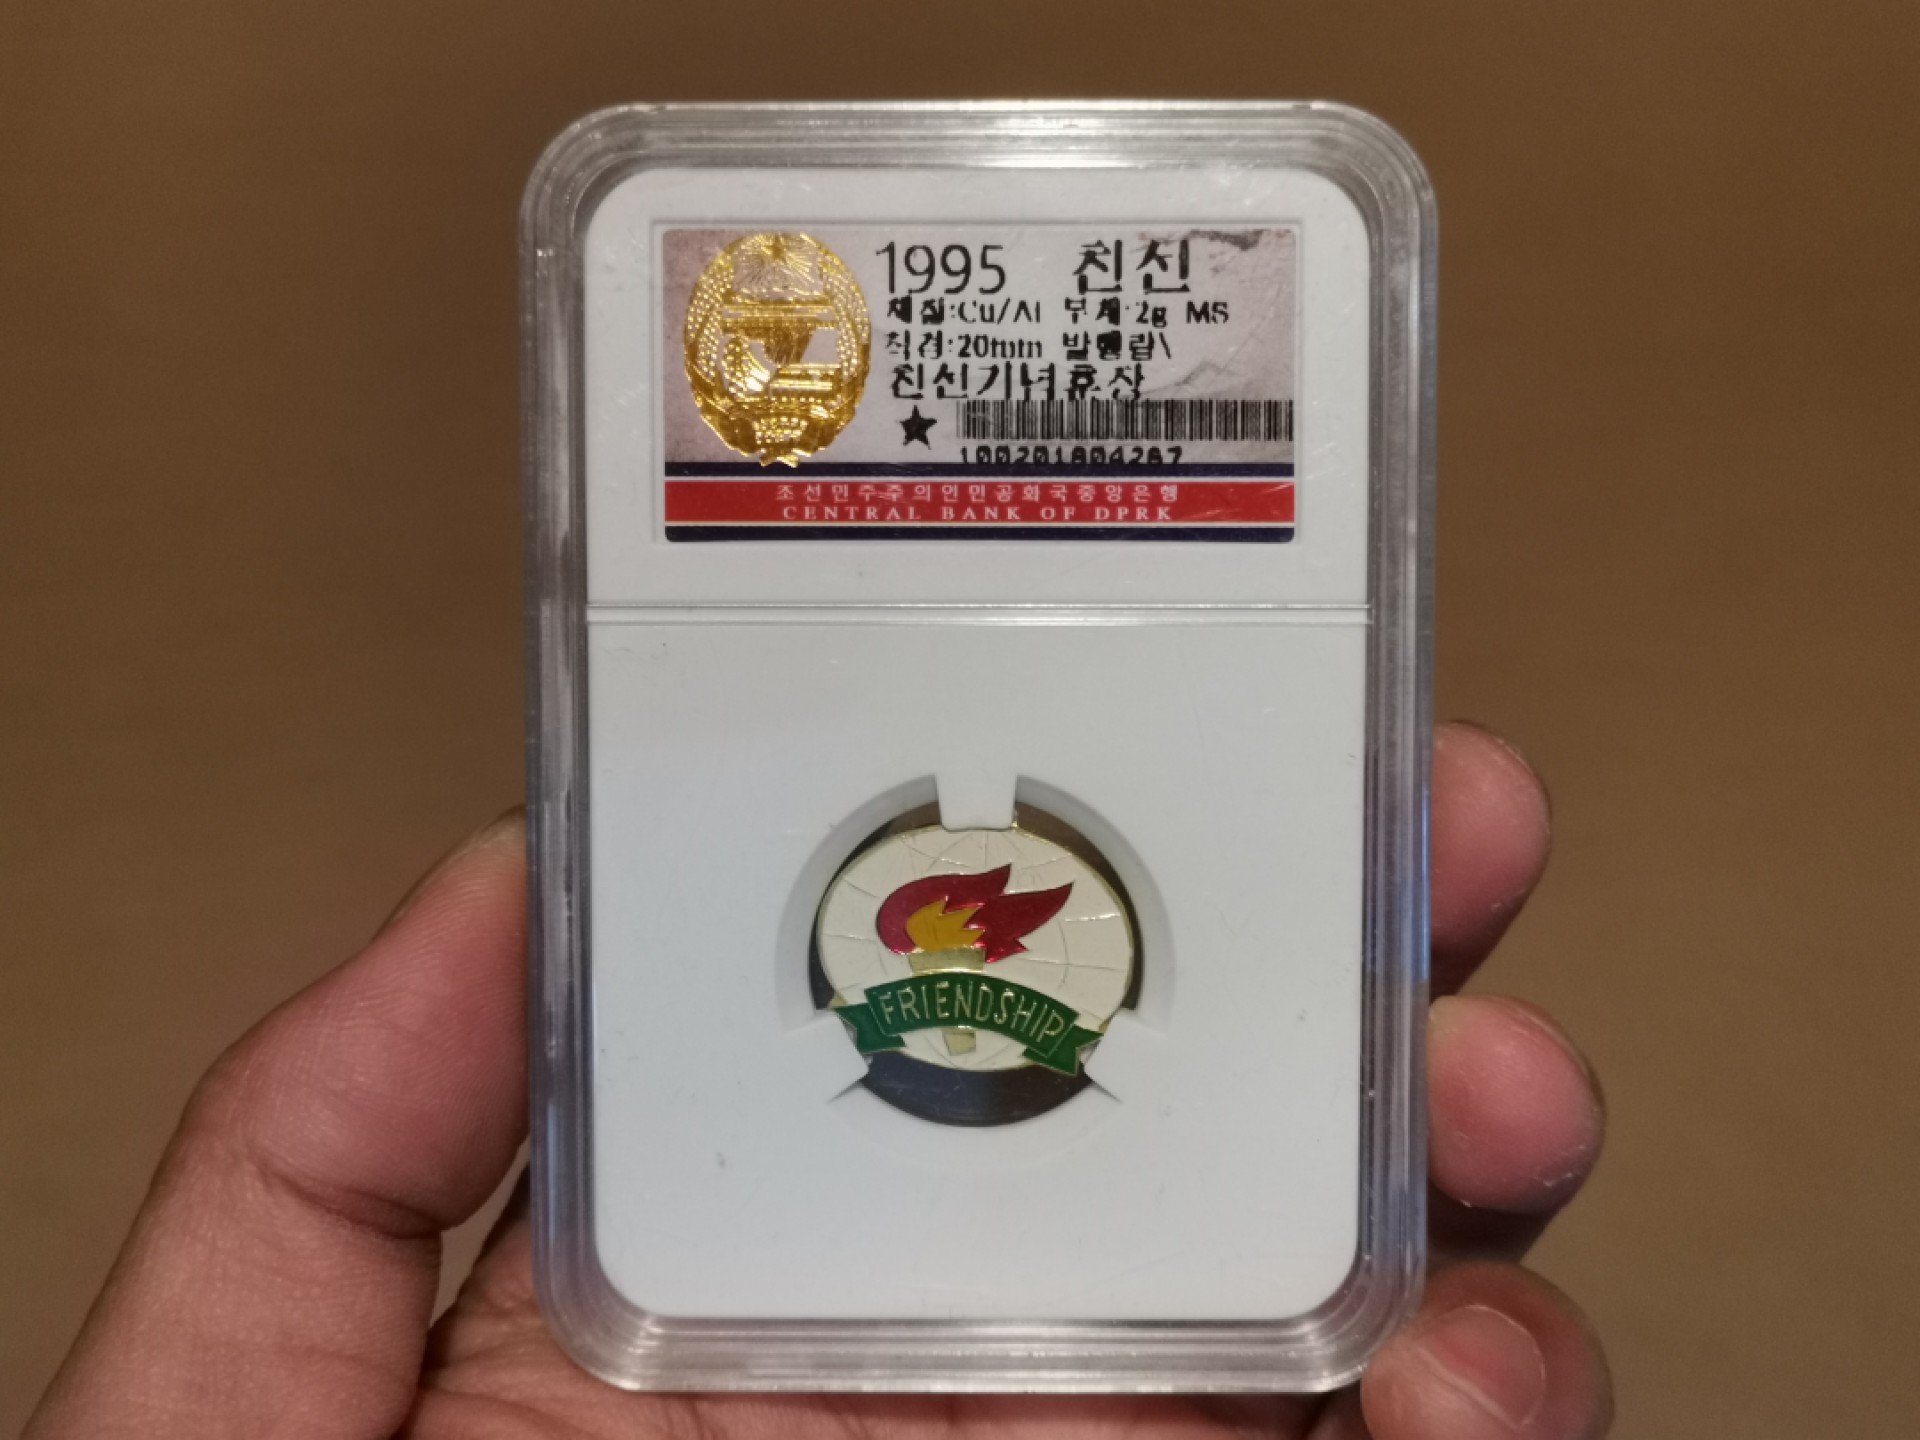 1995 친선
재질:Cu/Al 무게:2g MS
직경:20mm
친선기념휘장
100201804287
조선민주주의인민공화국중앙은행
CENTRAL BANK OF DPRK
FRIENDSHIP